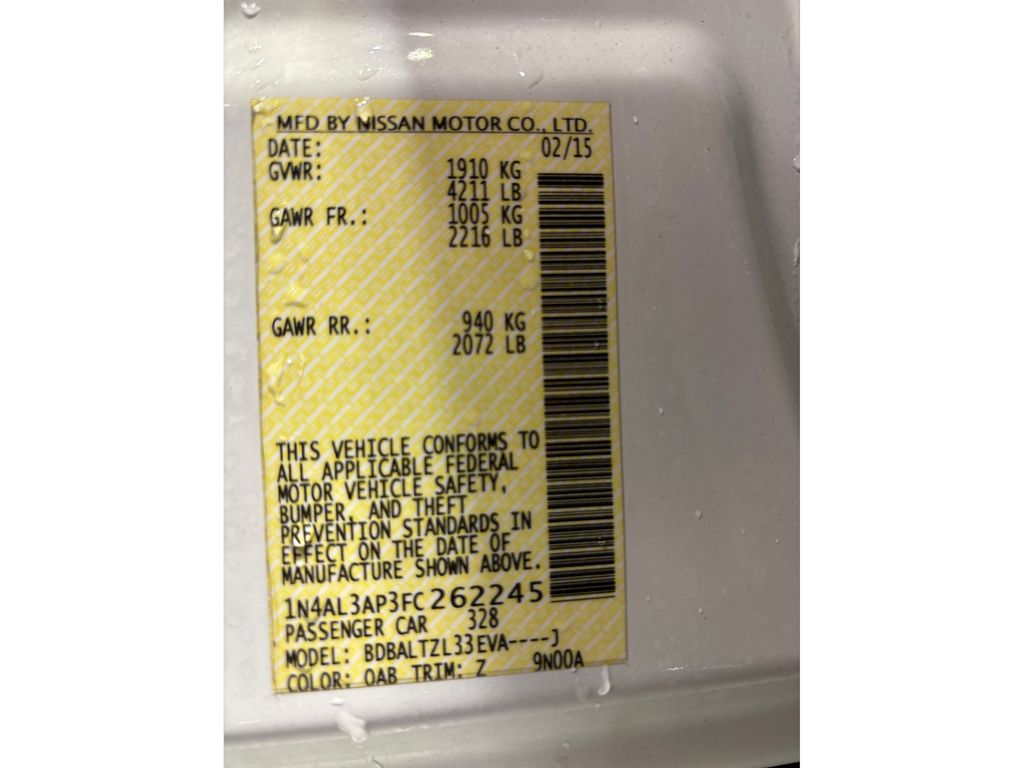 MFD BY NISSAN MOTOR CO., LTD.
DATE: 02/15
GVWR: 1910 KG
4211 LB
GAWR FR.: 1005 KG
2216 LB
GAWR RR.: 940 KG
2072 LB
THIS VEHICLE CONFORMS TO
ALL APPLICABLE FEDERAL
MOTOR VEHICLE SAFETY,
BUMPER, AND THEFT
PREVENTION STANDARDS IN
EFFECT ON THE DATE OF
MANUFACTURE SHOWN ABOVE.
1N4AL3AP3FC262245
PASSENGER CAR 328
MODEL: BDBALTZL33EVA----J
COLOR: QAB TRIM: Z 9N00A